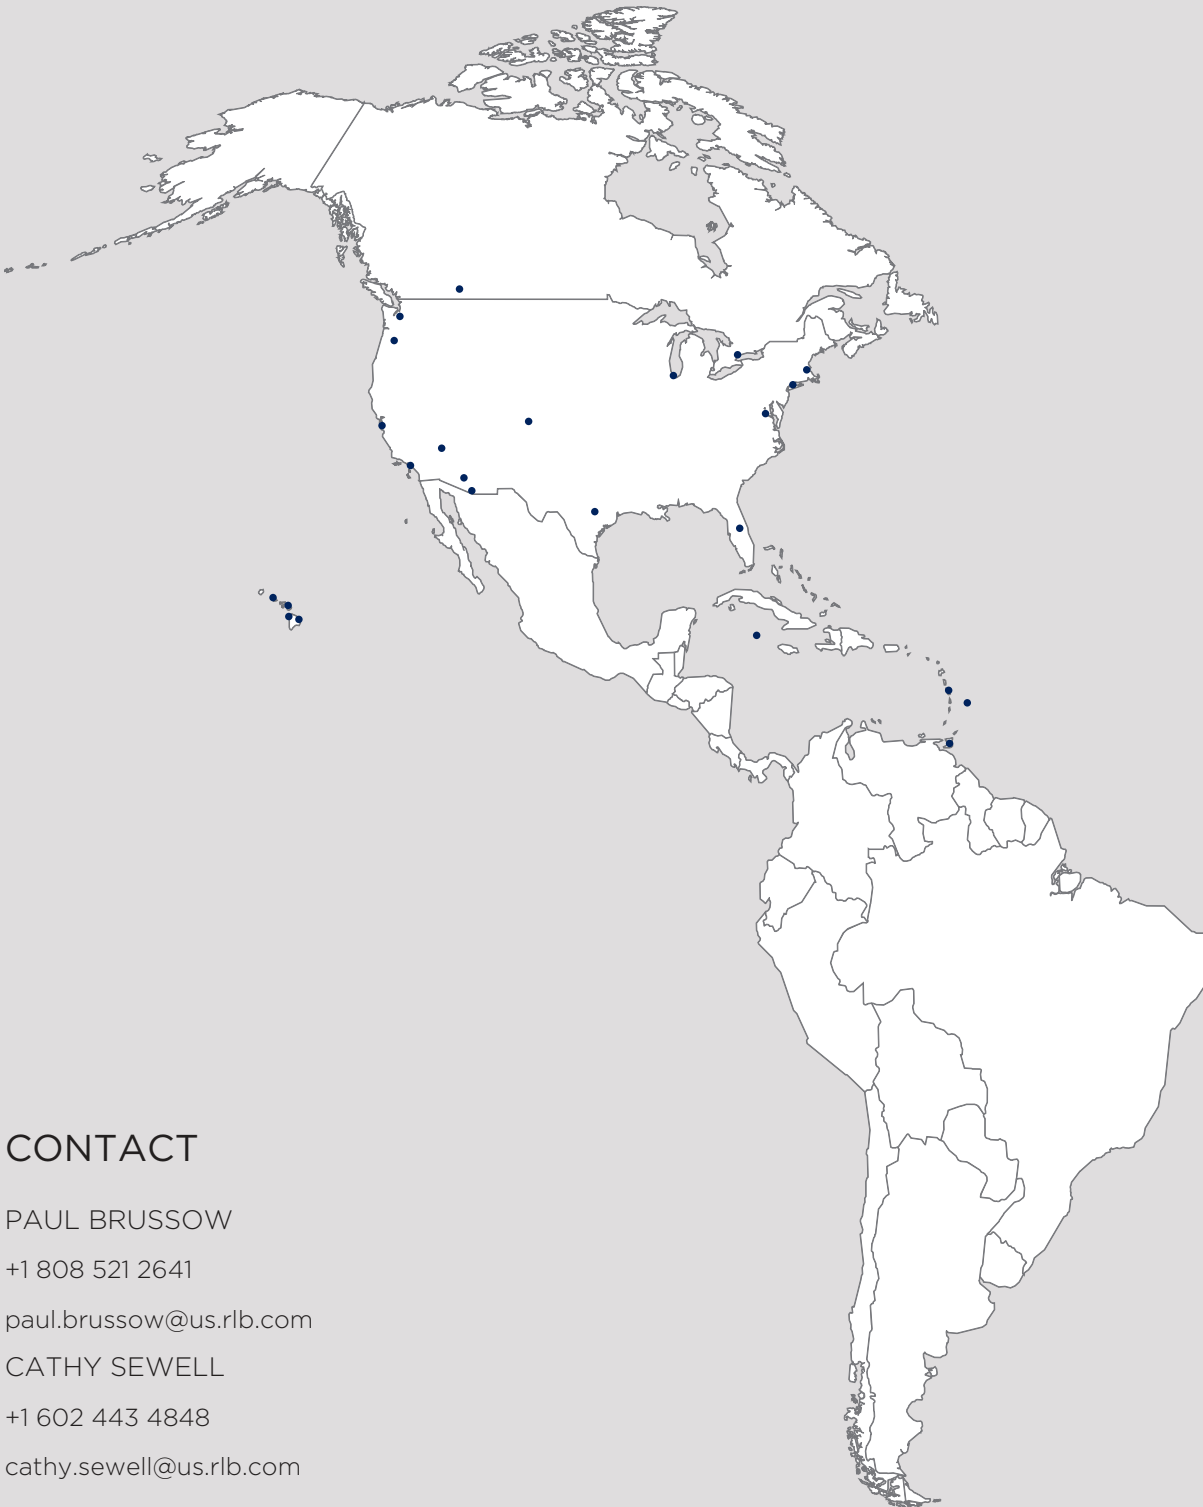 CONTACT
PAUL BRUSSOW
+1 808 521 2641
paul.brussow@us.rlb.com
CATHY SEWELL
+1 602 443 4848
cathy.sewell@us.rlb.com